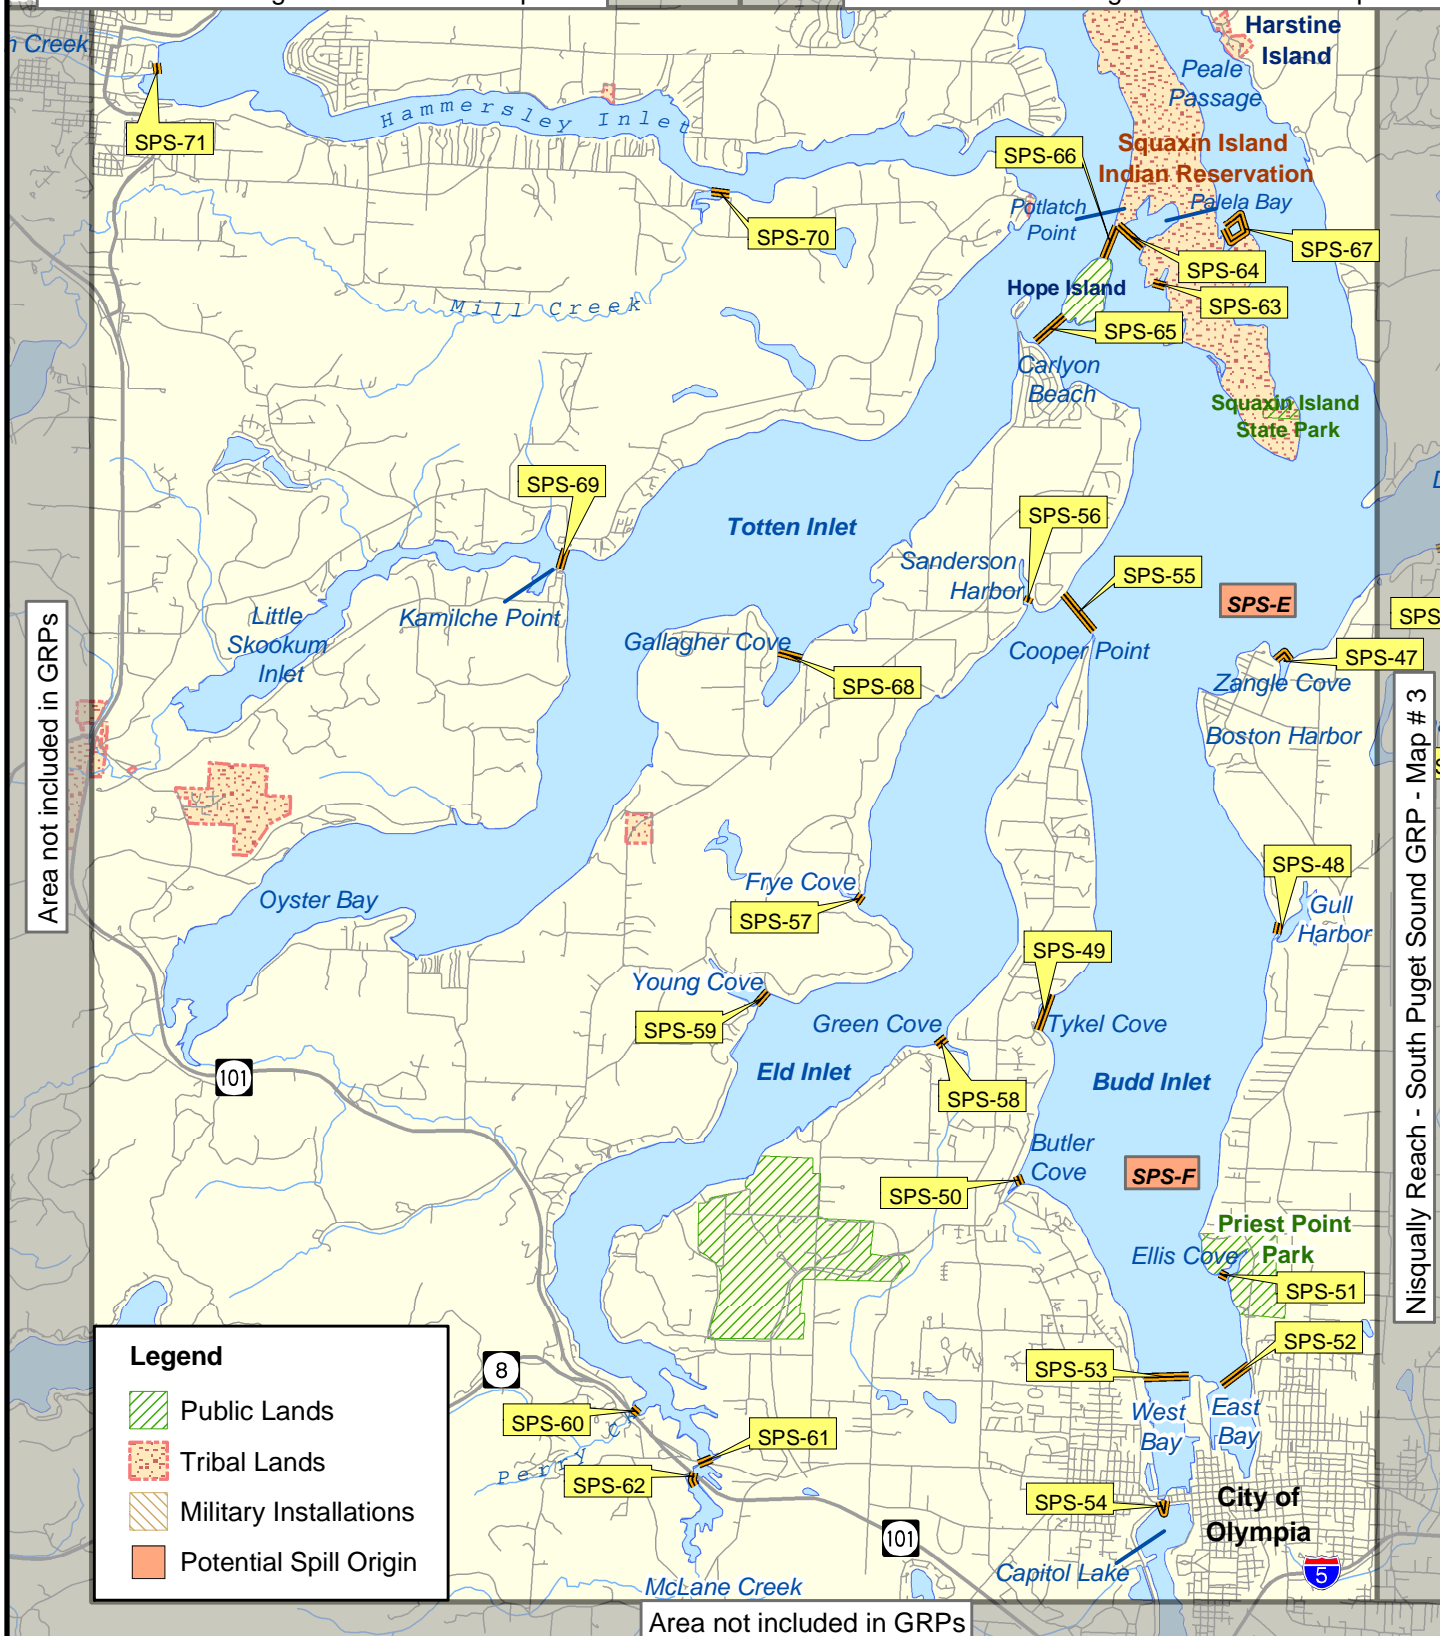 Harstine
Island
n Creek
Peale
Passage
Hammersley Inlet
SPS-71
SPS-66
Squaxin Island
Indian Reservation
Potlatch
Point
Palela Bay
SPS-70
SPS-67
SPS-64
Hope Island
SPS-63
Mill Creek
SPS-65
Carlyon
Beach
Squaxin Island
State Park
SPS-69
Totten Inlet
SPS-56
Sanderson
Harbor
SPS-55
SPS-E
SPS
Kamilche Point
Little
Skookum
Inlet
Gallagher Cove
Cooper Point
SPS-47
SPS-68
Zangle Cove
Boston Harbor
Area not included in GRPs
Nisqually Reach - South Puget Sound GRP - Map # 3
SPS-48
Frye Cove
Oyster Bay
SPS-57
Gull
Harbor
SPS-49
Young Cove
SPS-59
Green Cove
Tykel Cove
101
Eld Inlet
Budd Inlet
SPS-58
Butler
Cove
SPS-50
SPS-F
Priest Point
Park
Ellis Cove
SPS-51
SPS-52
SPS-53
8
West
Bay
East
Bay
SPS-60
Perry Cr
SPS-61
SPS-62
SPS-54
City of
Olympia
101
Capitol Lake
5
McLane Creek
Legend
Public Lands
Tribal Lands
Military Installations
Potential Spill Origin
Area not included in GRPs